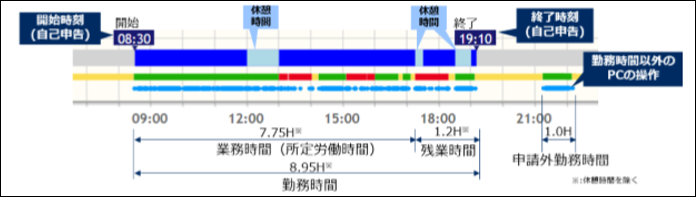 開始時刻
(自己申告)
開始
08:30
休憩
時間
休憩
時間
終了
19:10
終了時刻
(自己申告)
勤務時間以外の
PCの操作
09:00
12:00
15:00
18:00
21:00
7.75H※
業務時間（所定労働時間）
1.2H※
残業時間
1.0H
申請外勤務時間
8.95H※
勤務時間
※:休憩時間を除く